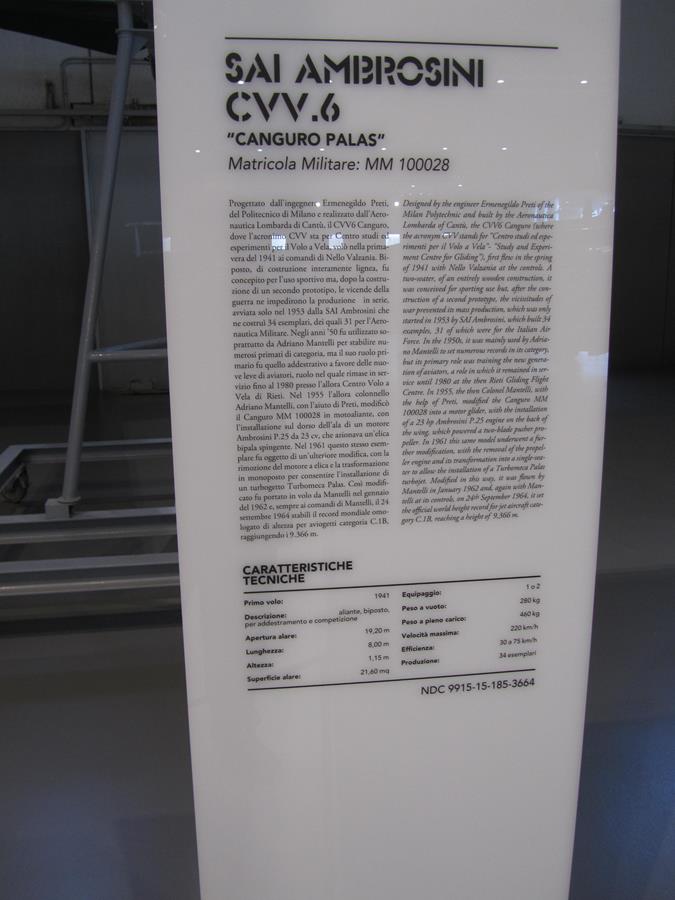 SAI AMBROSINI
CVV.6
"CANGURO PALAS"
Matricola Militare: MM 100028
Progettato dall'ingegnere Ermenegildo Preti,
del Politecnico di Milano e realizzato dall'Aero-
nautica Lombarda di Cantù, il CVV6 Canguro,
dove l'acronimo CVV sta per Centro studi ed
esperimenti per il Volo a Vela, volò nella prima-
vera del 1941 ai comandi di Nello Valzania. Bi-
posto, di costruzione interamente lignea, fu
concepito per l'uso sportivo ma, dopo la costru-
zione di un secondo prototipo, le vicende della
guerra ne impedirono la produzione in serie,
avviata solo nel 1953 dalla SAI Ambrosini che
ne costruì 34 esemplari, dei quali 31 per l'Aero-
nautica Militare. Negli anni '50 fu utilizzato so-
prattutto da Adriano Mantelli per stabilire nu-
merosi primati di categoria, ma il suo ruolo pri-
mario fu quello addestrativo a favore delle nuo-
ve leve di aviatori, ruolo nel quale rimase in ser-
vizio fino al 1980 presso l'allora Centro Volo a
Vela di Rieti. Nel 1955 l'allora colonnello
Adriano Mantelli, con l'aiuto di Preti, modificò
il Canguro MM 100028 in motoaliante, con
l'installazione sul dorso dell'ala di un motore
Ambrosini P.25 da 23 cv, che azionava un'elica
bipala spingente. Nel 1961 questo stesso esem-
plare fu oggetto di un'ulteriore modifica, con la
rimozione del motore a elica e la trasformazione
in monoposto per consentire l'installazione di
un turbogetto Turbomeca Palas. Così modifi-
cato fu portato in volo da Mantelli nel gennaio
del 1962 e, sempre ai comandi di Mantelli, il 24
settembre 1964 stabilì il record mondiale omo-
logato di altezza per aviogetti categoria C.1B,
raggiungendo i 9.366 m.
Designed by the engineer Ermenegildo Preti of the
Milan Polytechnic and built by the Aeronautica
Lombarda of Cantù, the CVV6 Canguro (where
the acronym CVV stands for "Centro studi ed espe-
rimenti per il Volo a Vela"- "Study and Experi-
ment Centre for Gliding"), first flew in the spring
of 1941 with Nello Valzania at the controls. A
two-seater, of an entirely wooden construction, it
was conceived for sporting use but, after the con-
struction of a second prototype, the vicissitudes of
war prevented its mass production, which was only
started in 1953 by SAI Ambrosini, which built 34
examples, 31 of which were for the Italian Air
Force. In the 1950s, it was mainly used by Adria-
no Mantelli to set numerous records in its category,
but its primary role was training the new genera-
tion of aviators, a role in which it remained in ser-
vice until 1980 at the then Rieti Gliding Flight
Centre. In 1955, the then Colonel Mantelli, with
the help of Preti, modified the Canguro MM
100028 into a motor glider, with the installation
of a 23 hp Ambrosini P.25 engine on the back of
the wing, which powered a two-blade pusher pro-
peller. In 1961 this same model underwent a fur-
ther modification, with the removal of the propel-
ler engine and its transformation into a single-sea-
ter to allow the installation of a Turbomeca Palas
turbojet. Modified in this way, it was flown by
Mantelli in January 1962 and, again with Man-
telli at its controls, on 24th September 1964, it set
the official world height record for jet aircraft cate-
gory C.1B, reaching a height of 9.366 m.
CARATTERISTICHE
TECNICHE
Primo volo: 1941
Descrizione: aliante, biposto,
per addestramento e competizione
Apertura alare: 19,20 m
Lunghezza: 8,00 m
Altezza: 1,15 m
Superficie alare: 21,60 mq
Equipaggio: 1 o 2
Peso a vuoto: 280 kg
Peso a pieno carico: 460 kg
Velocità massima: 220 km/h
Efficienza: 30 a 75 km/h
Produzione: 34 esemplari
NDC 9915-15-185-3664